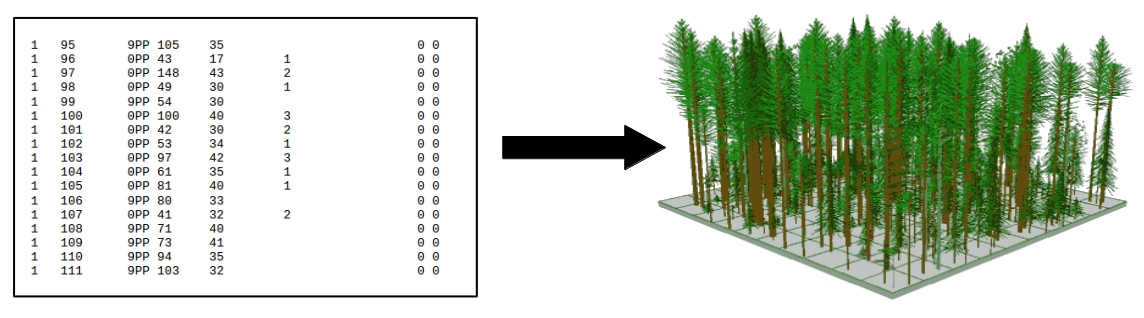 1 95 9PP 105 35 0 0
1 96 0PP 43 17 1 0 0
1 97 0PP 148 43 2 0 0
1 98 0PP 49 30 1 0 0
1 99 9PP 54 30 0 0
1 100 0PP 100 40 3 0 0
1 101 0PP 42 30 2 0 0
1 102 0PP 53 34 1 0 0
1 103 0PP 97 42 3 0 0
1 104 0PP 61 35 1 0 0
1 105 0PP 81 40 1 0 0
1 106 9PP 80 33 0 0
1 107 0PP 41 32 2 0 0
1 108 9PP 71 40 0 0
1 109 9PP 73 41 0 0
1 110 9PP 94 35 0 0
1 111 9PP 103 32 0 0